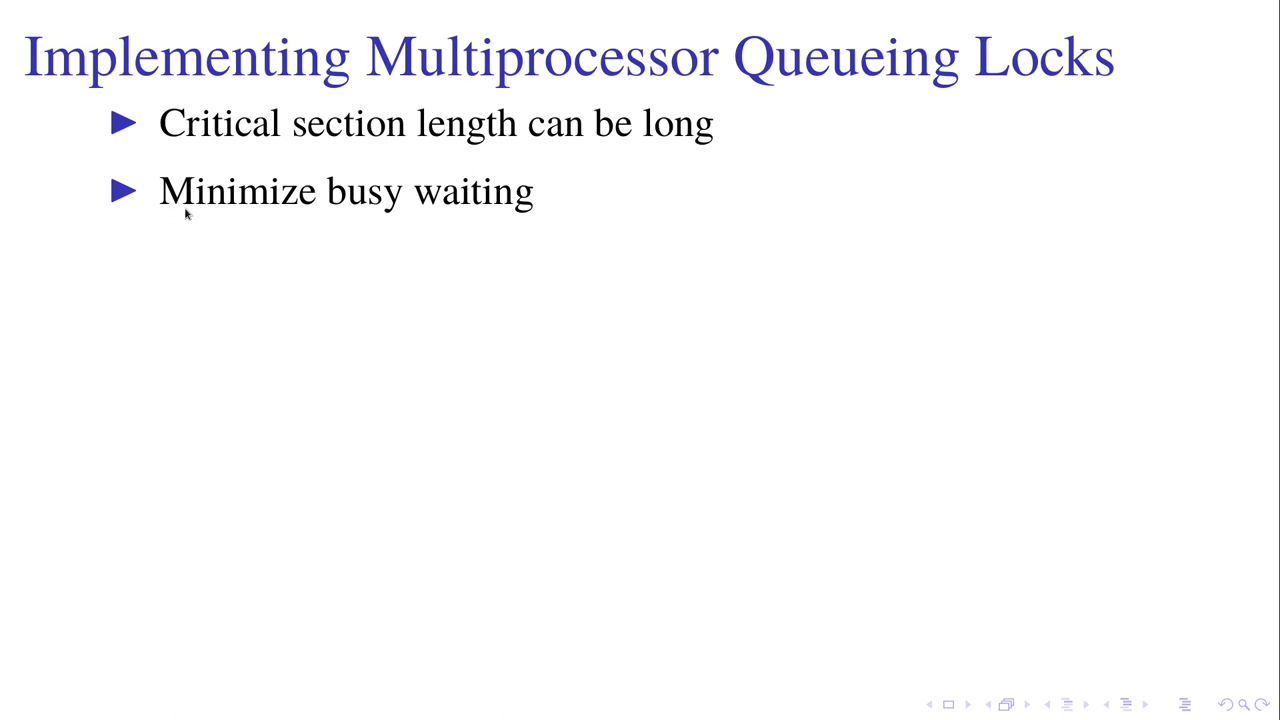 Implementing Multiprocessor Queueing Locks
Critical section length can be long
Minimize busy waiting